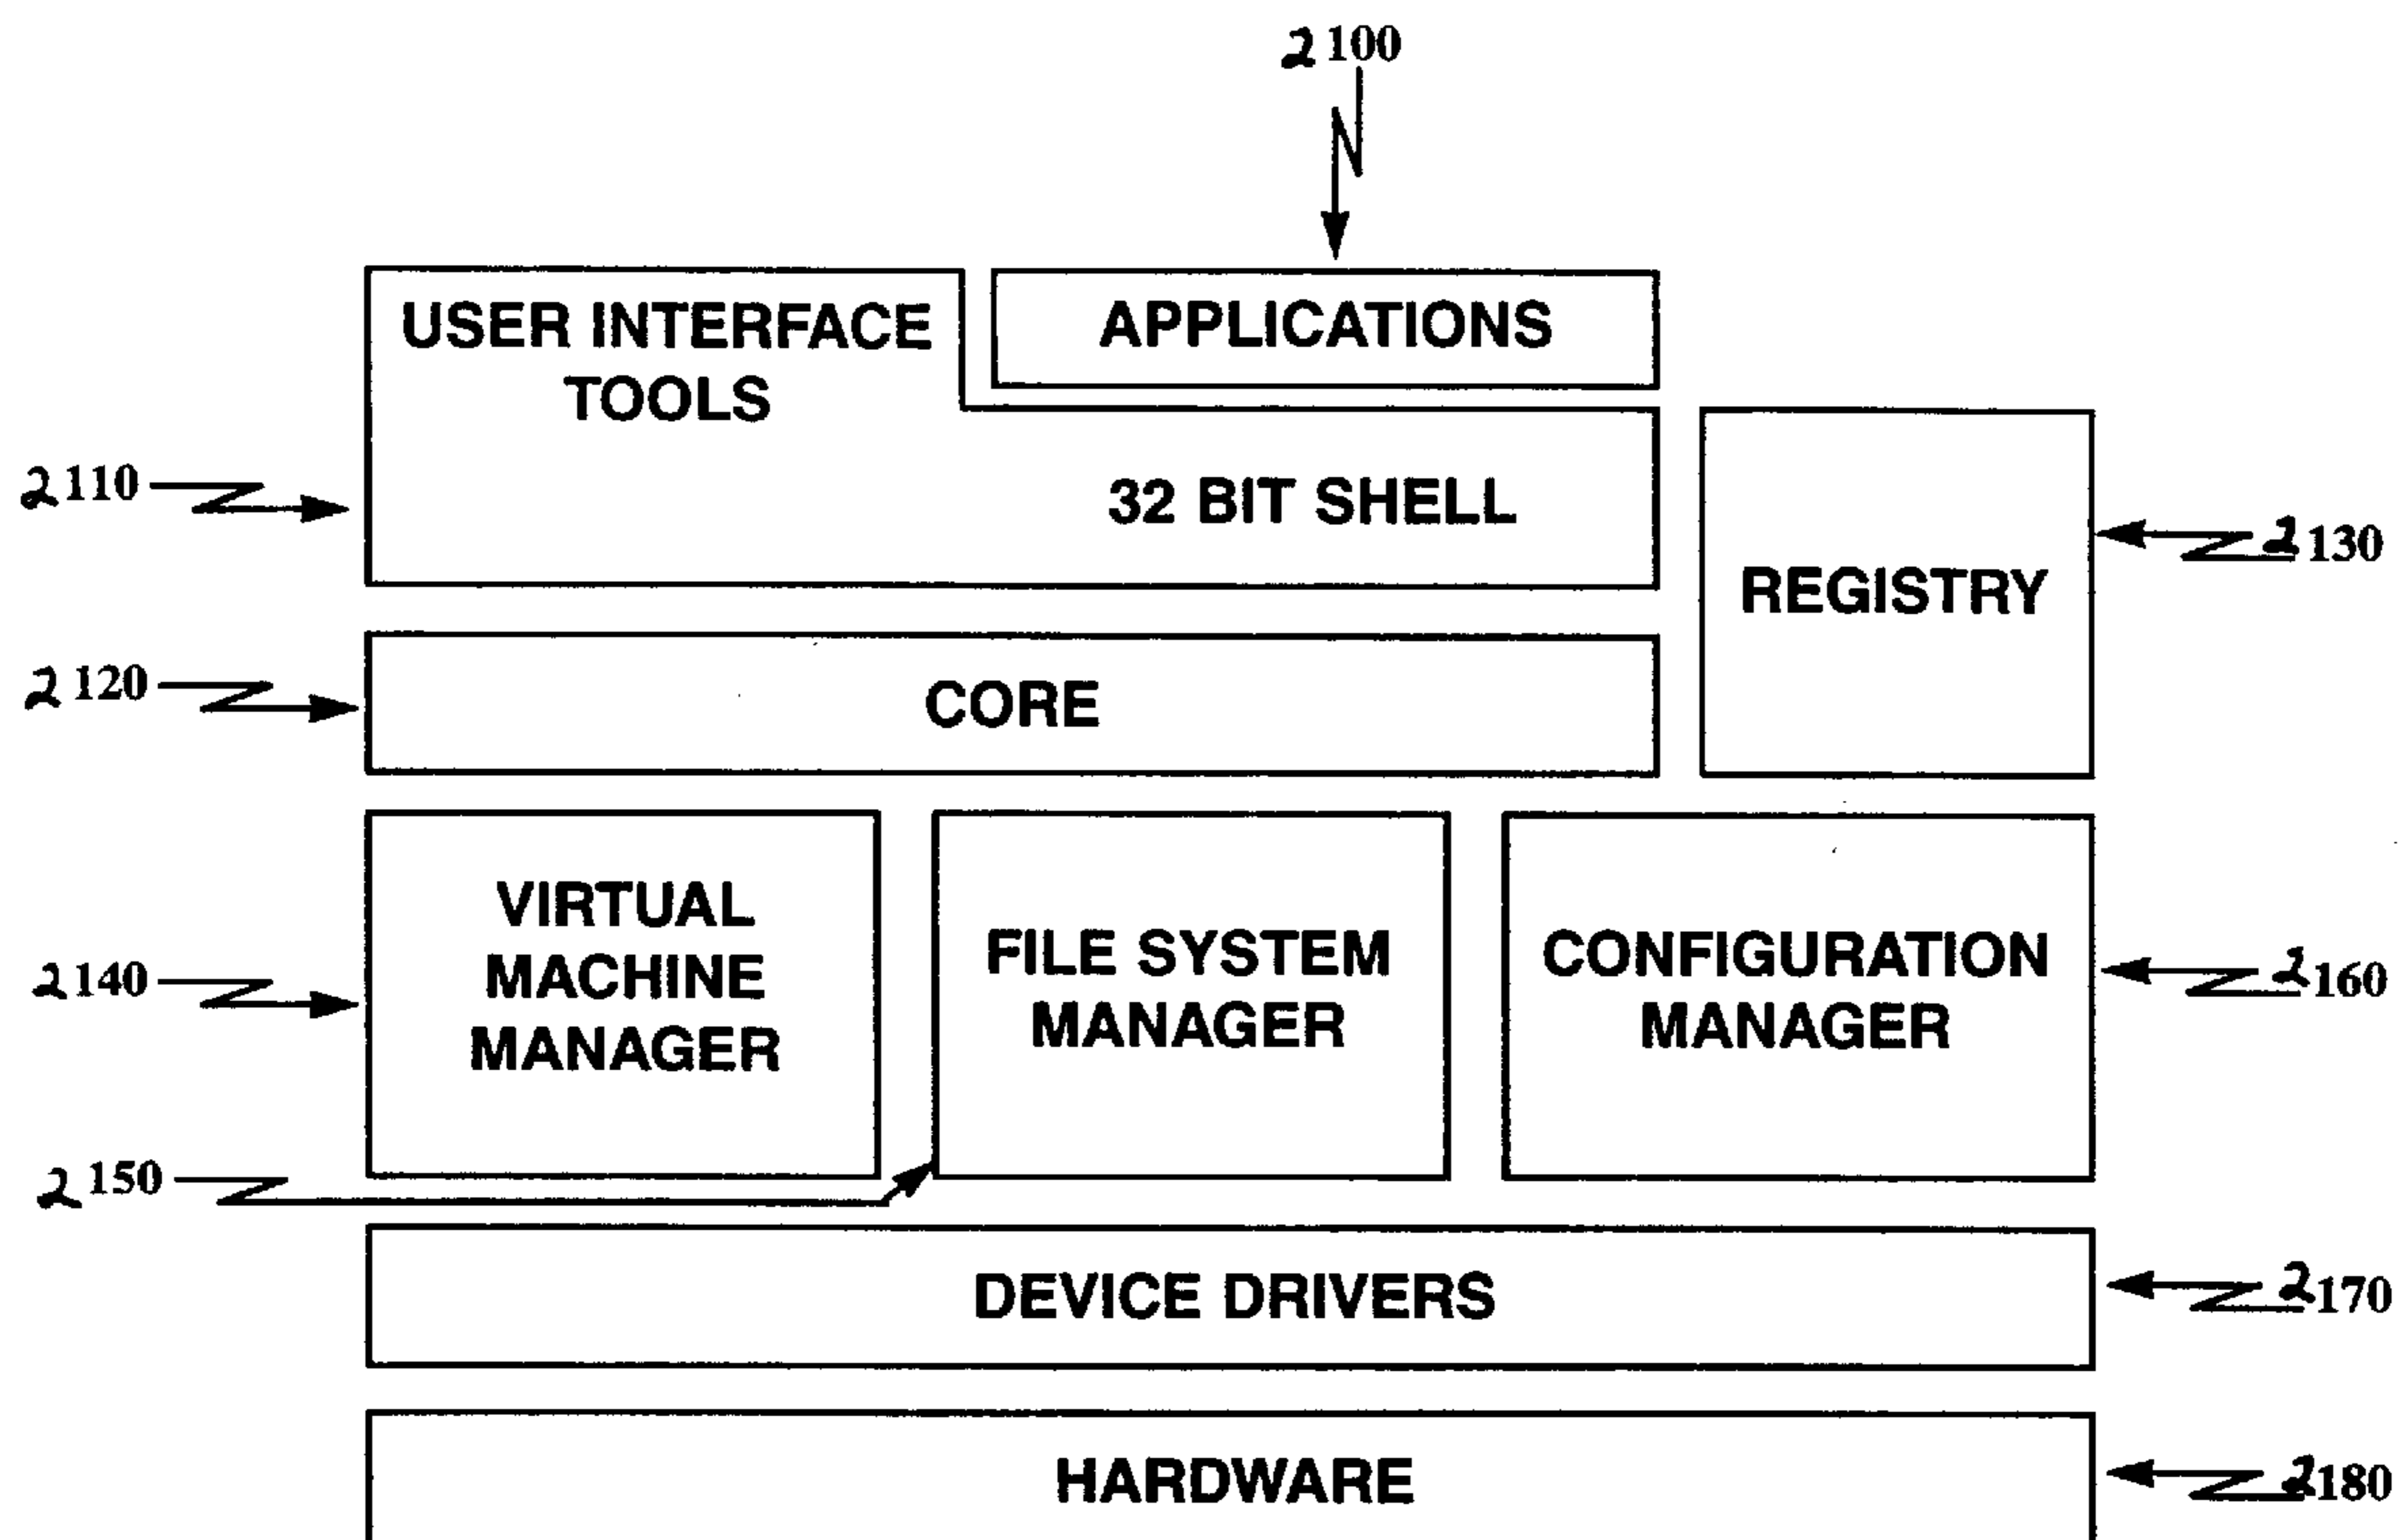 2100
USER INTERFACE
TOOLS
APPLICATIONS
2110
32 BIT SHELL
2130
REGISTRY
2120
CORE
VIRTUAL
MACHINE
MANAGER
FILE SYSTEM
MANAGER
CONFIGURATION
MANAGER
2140
2160
2150
DEVICE DRIVERS
2170
HARDWARE
2180